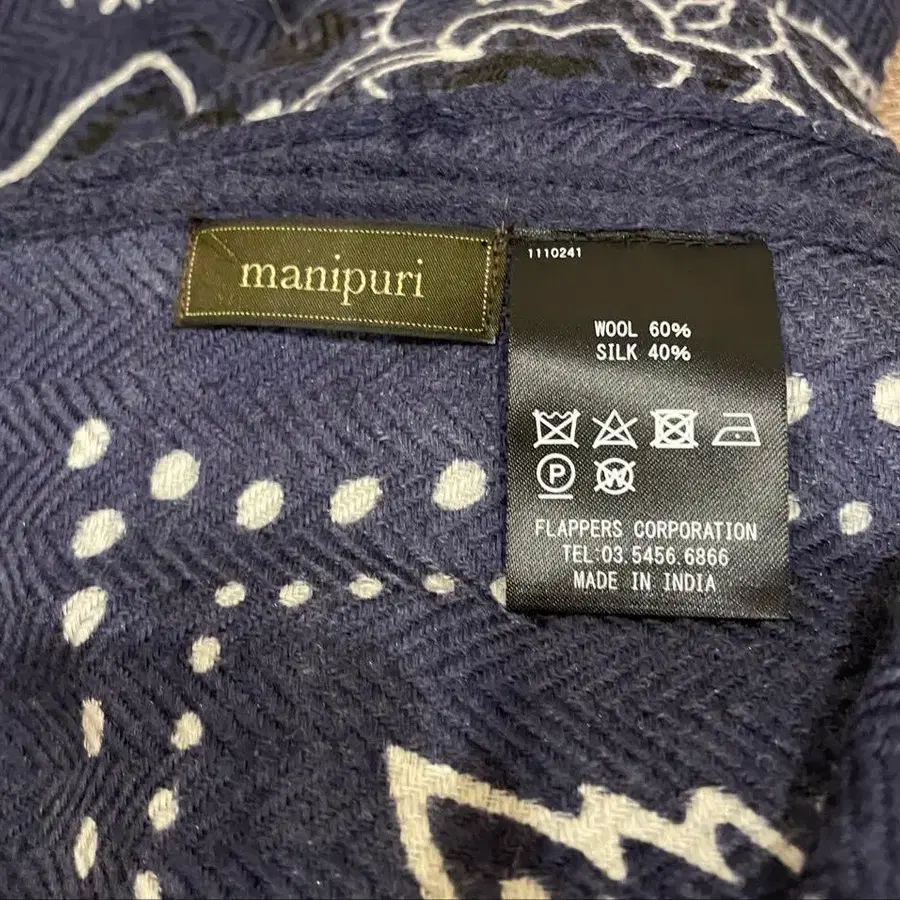 manipuri
1110241
WOOL 60%
SILK 40%
P
W
FLAPPERS CORPORATION
TEL:03.5456.6866
MADE IN INDIA